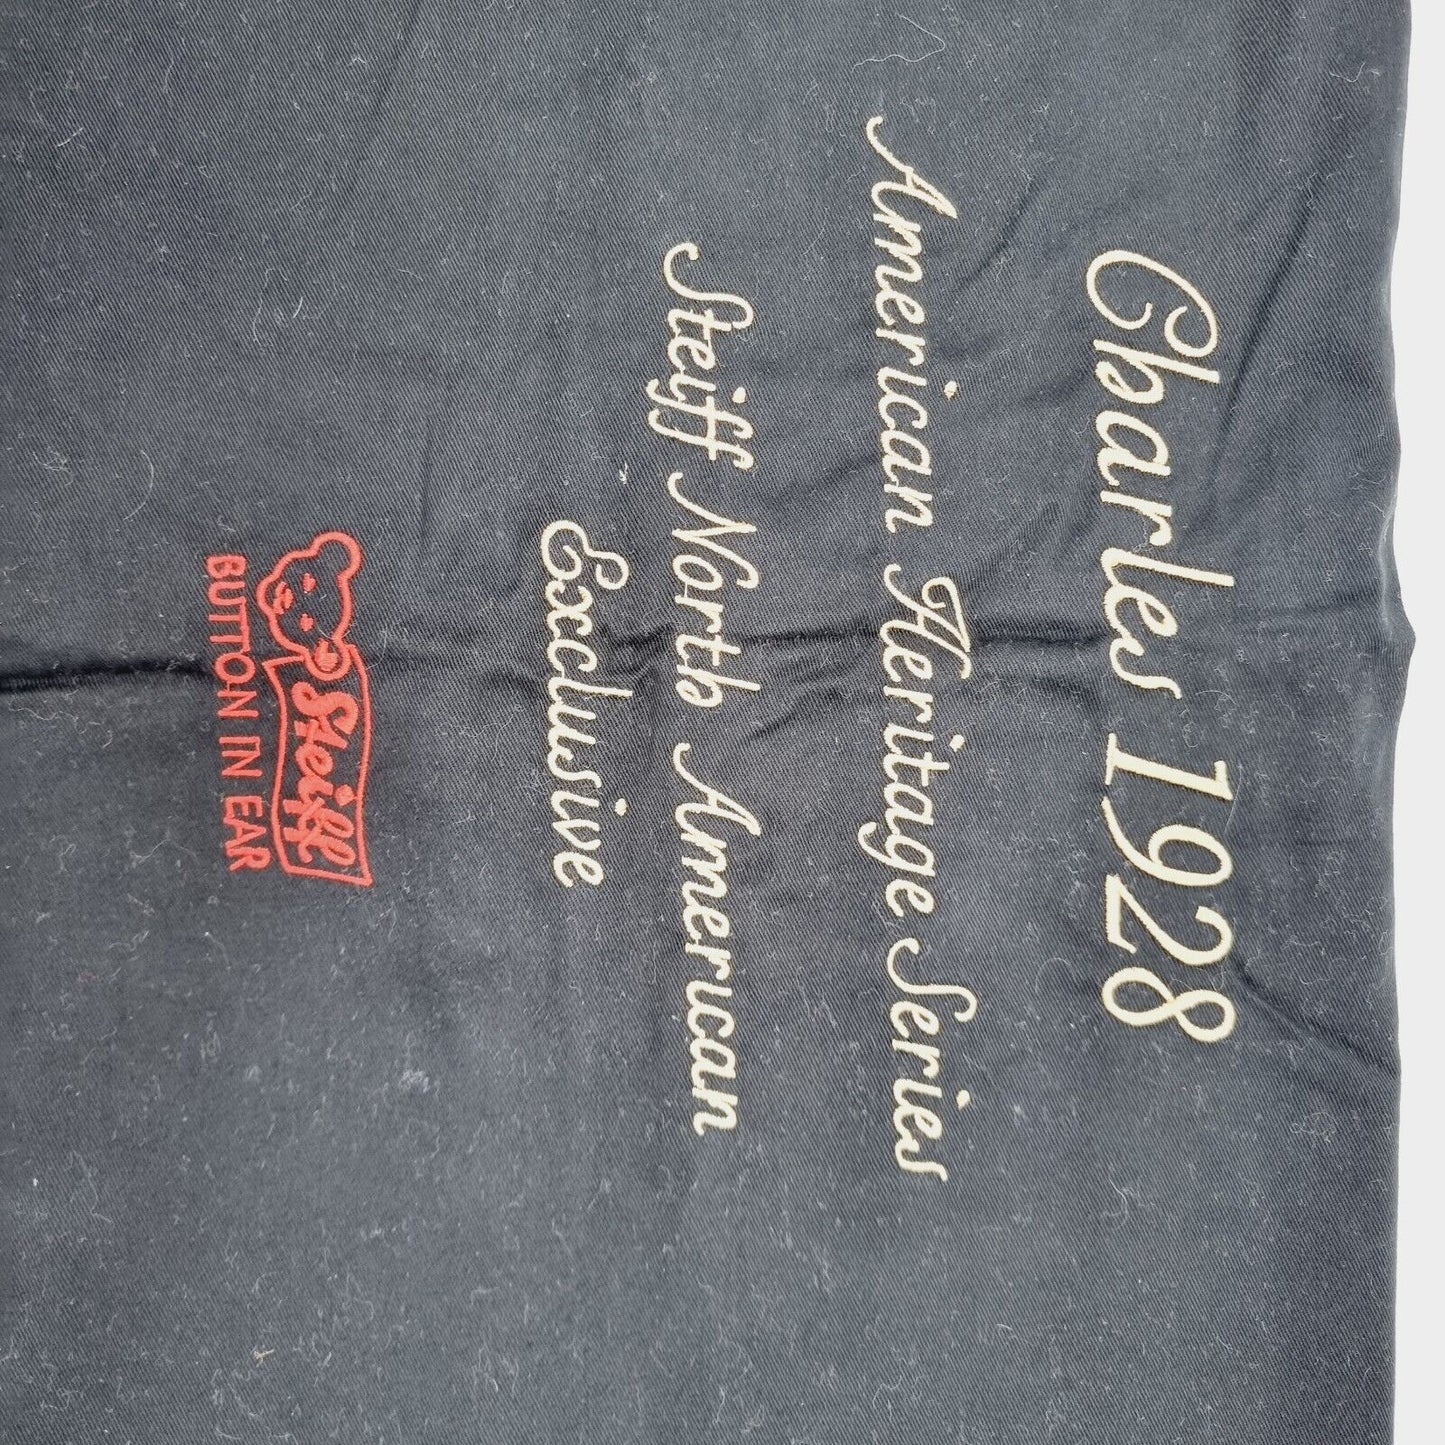 Charles 1928
American Heritage Series
Steiff North American
Exclusive
Steiff
BUTTON IN EAR